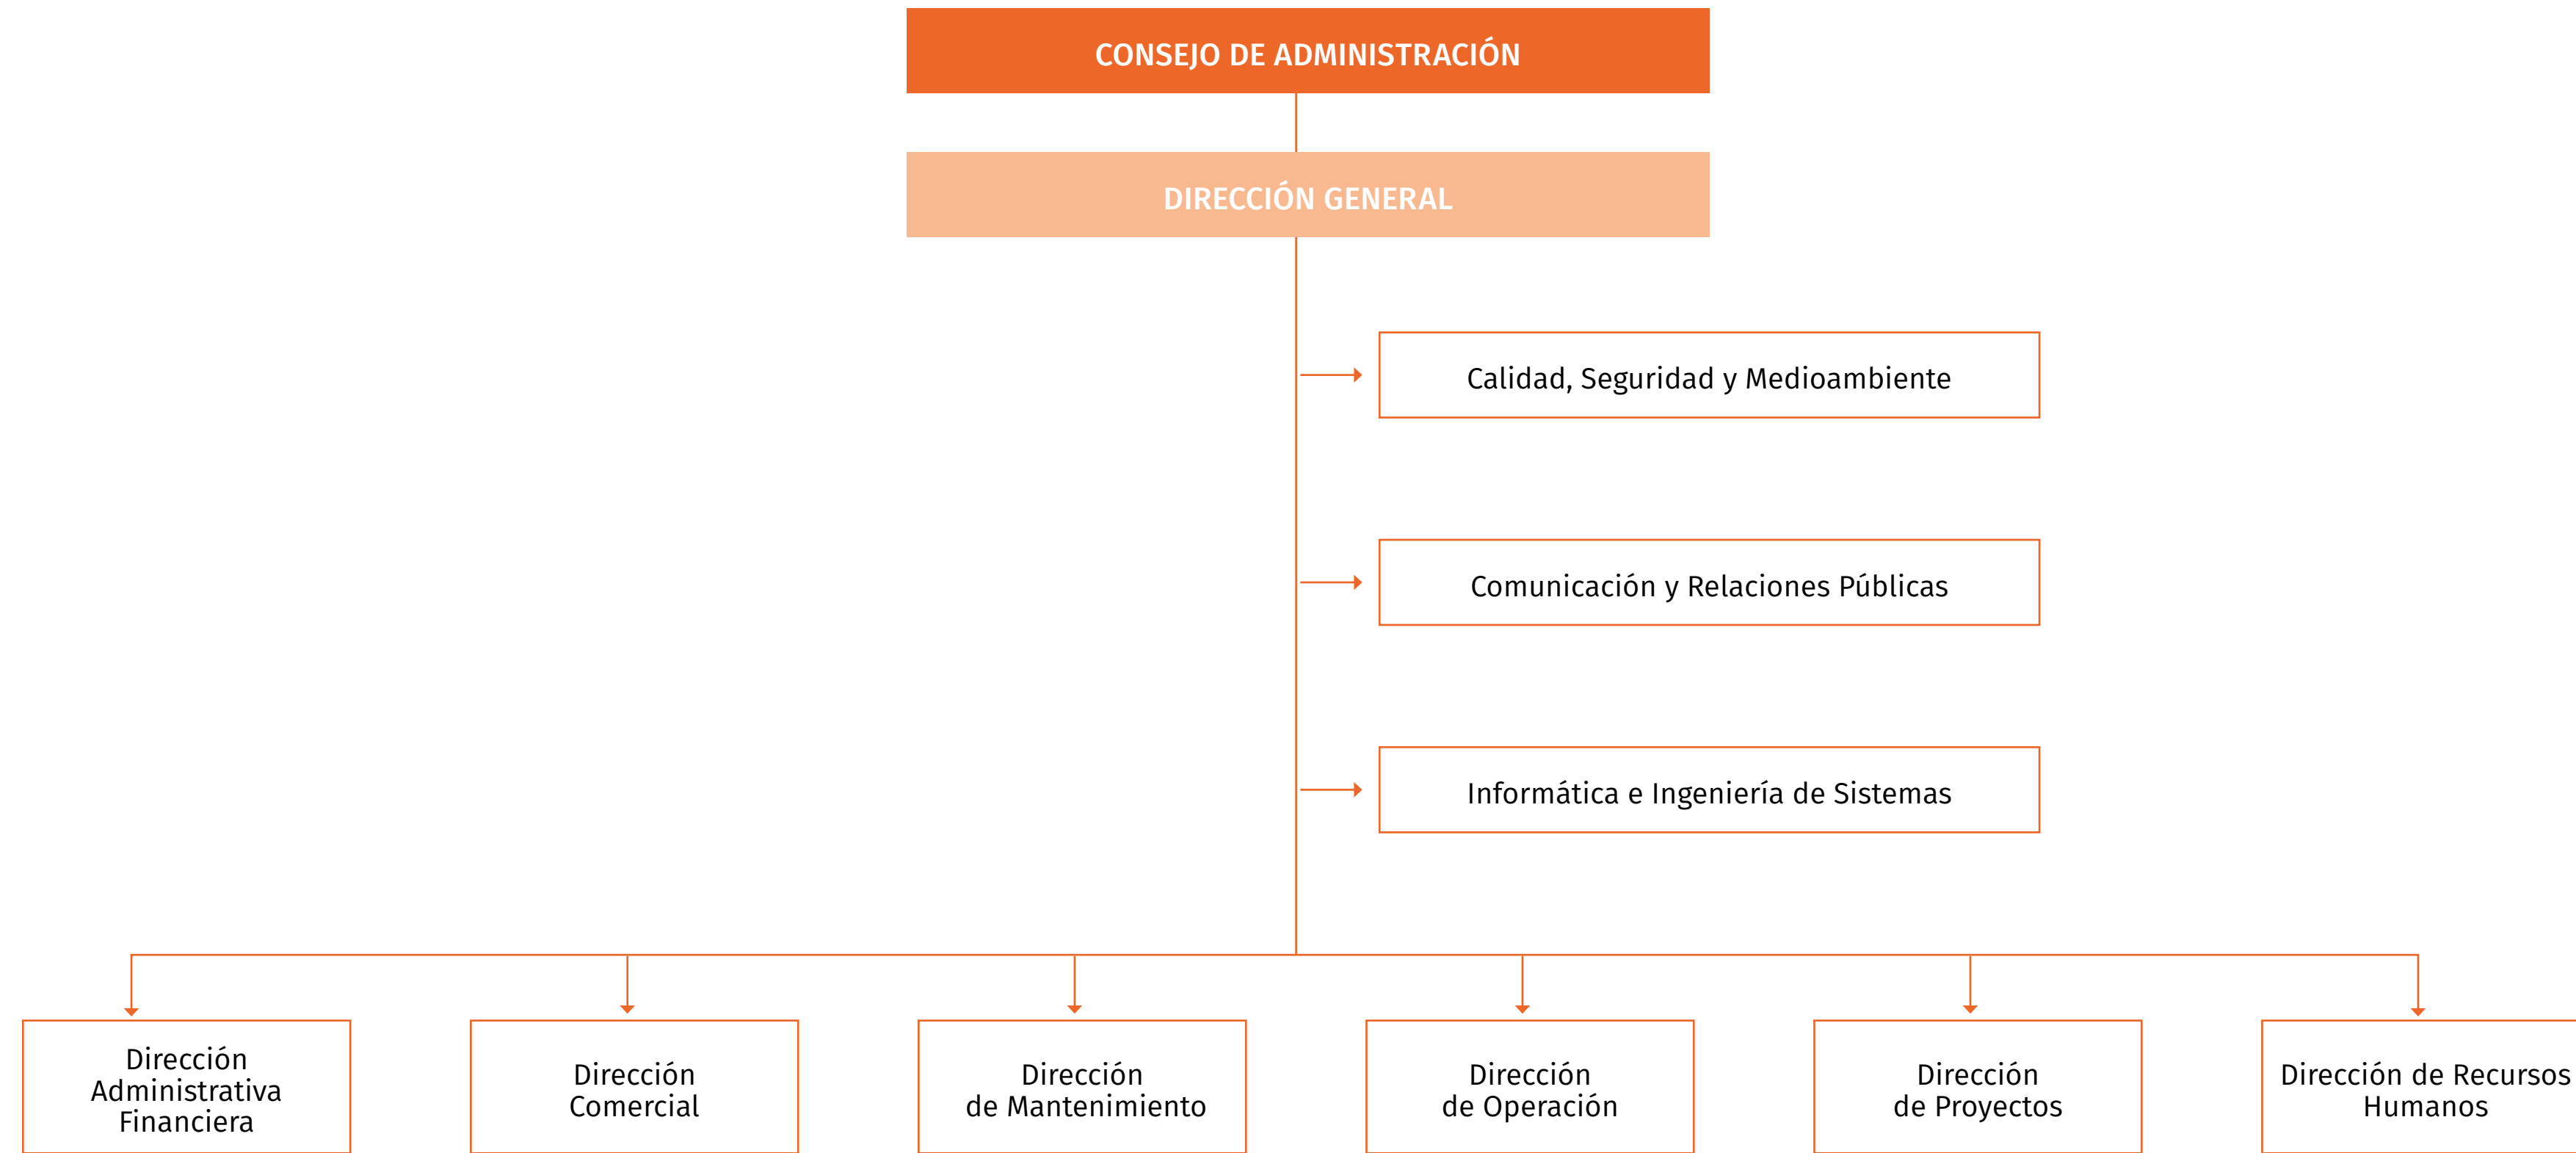 CONSEJO DE ADMINISTRACIÓN
DIRECCIÓN GENERAL
Calidad, Seguridad y Medioambiente
Comunicación y Relaciones Públicas
Informática e Ingeniería de Sistemas
Dirección
Administrativa
Financiera
Dirección
Comercial
Dirección
de Mantenimiento
Dirección
de Operación
Dirección
de Proyectos
Dirección de Recursos
Humanos